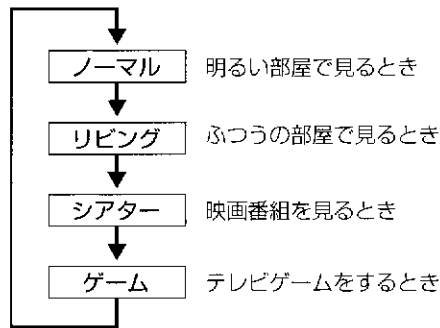 ノーマル 明るい部屋で見るとき
リビング ふつうの部屋で見るとき
シアター 映画番組を見るとき
ゲーム テレビゲームをするとき